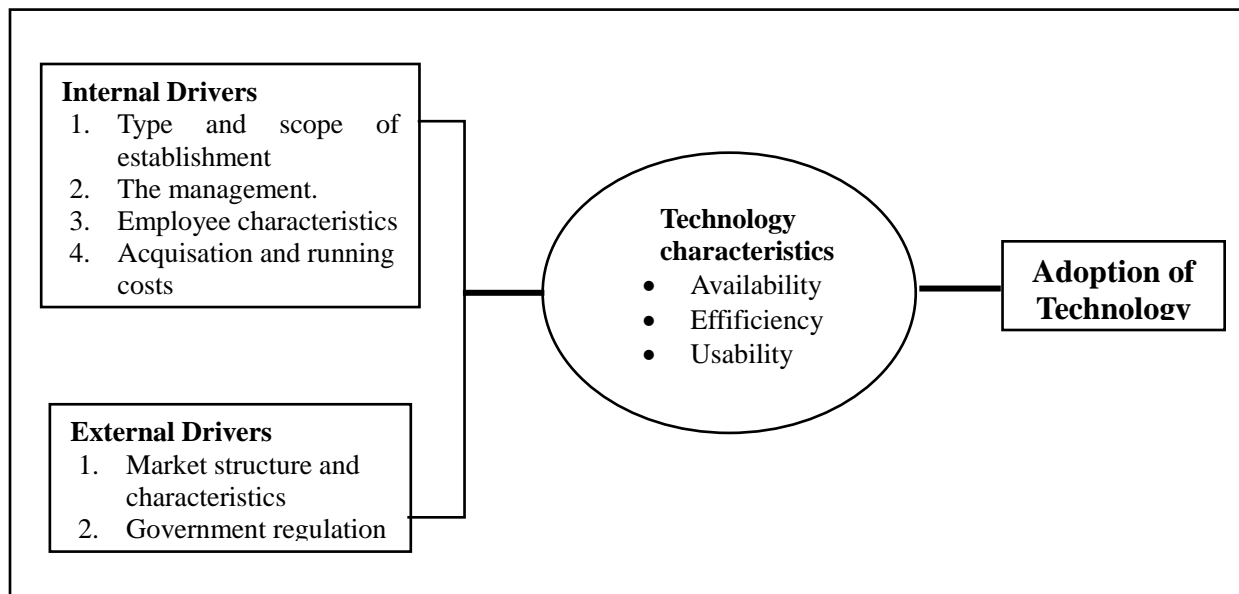 Internal Drivers
1. Type and scope of
establishment
2. The management.
3. Employee characteristics
4. Acquisation and running
costs
Technology
characteristics
• Availability
• Effificiency
• Usability
Adoption of
Technology
External Drivers
1. Market structure and
characteristics
2. Government regulation